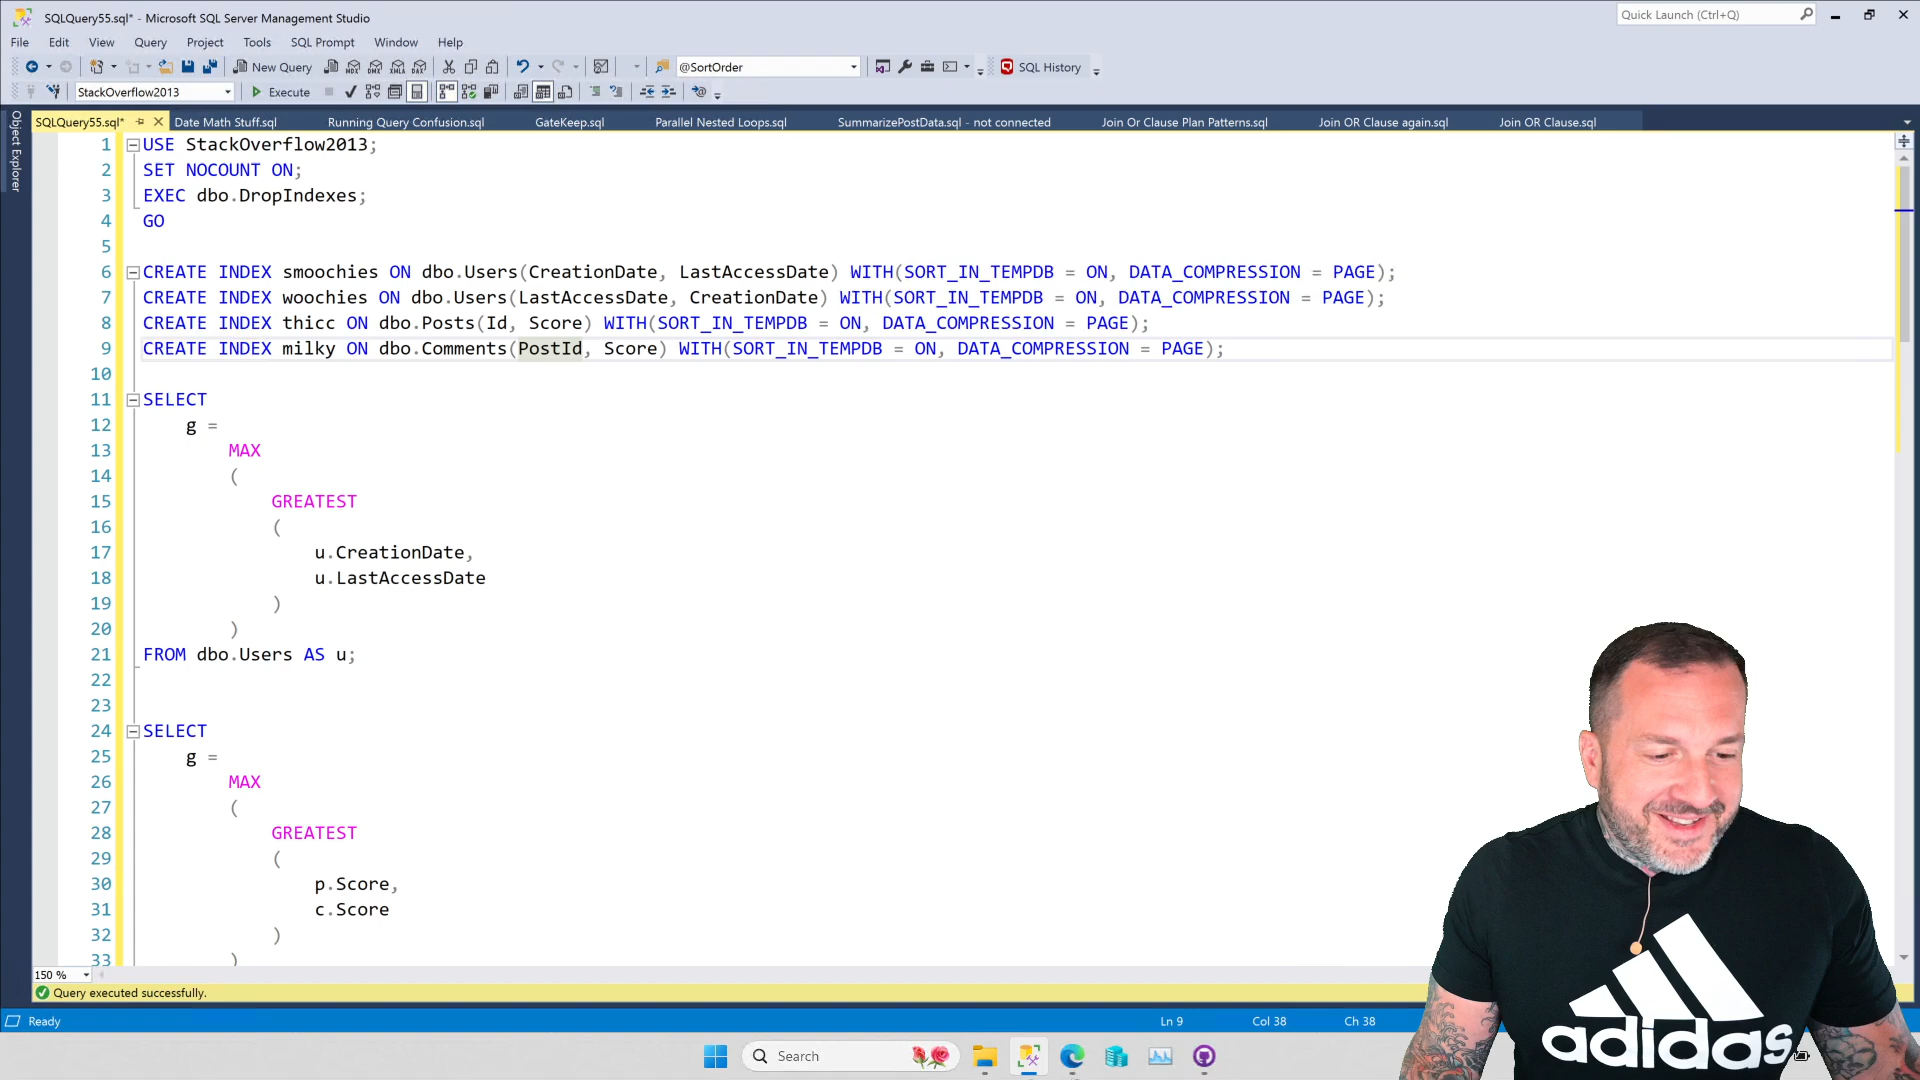 SQLQuery55.sql* - Microsoft SQL Server Management Studio
Quick Launch (Ctrl+Q)
File Edit View Query Project Tools SQL Prompt Window Help
New Query
MDX DMX XMLA DAX
@SortOrder
SQL History
StackOverflow2013
Execute
Object Explorer
SQLQuery55.sql* Date Math Stuff.sql Running Query Confusion.sql GateKeep.sql Parallel Nested Loops.sql SummarizePostData.sql - not connected Join Or Clause Plan Patterns.sql Join OR Clause again.sql Join OR Clause.sql
1 USE StackOverflow2013;
2 SET NOCOUNT ON;
3 EXEC dbo.DropIndexes;
4 GO
5
6 CREATE INDEX smoochies ON dbo.Users(CreationDate, LastAccessDate) WITH(SORT_IN_TEMPDB = ON, DATA_COMPRESSION = PAGE);
7 CREATE INDEX woochies ON dbo.Users(LastAccessDate, CreationDate) WITH(SORT_IN_TEMPDB = ON, DATA_COMPRESSION = PAGE);
8 CREATE INDEX thicc ON dbo.Posts(Id, Score) WITH(SORT_IN_TEMPDB = ON, DATA_COMPRESSION = PAGE);
9 CREATE INDEX milky ON dbo.Comments(PostId, Score) WITH(SORT_IN_TEMPDB = ON, DATA_COMPRESSION = PAGE);
10
11 SELECT
12 g =
13 MAX
14 (
15 GREATEST
16 (
17 u.CreationDate,
18 u.LastAccessDate
19 )
20 )
21 FROM dbo.Users AS u;
22
23
24 SELECT
25 g =
26 MAX
27 (
28 GREATEST
29 (
30 p.Score,
31 c.Score
32 )
33 )
150 %
Query executed successfully.
Ready Ln 9 Col 38 Ch 38
Search
adidas